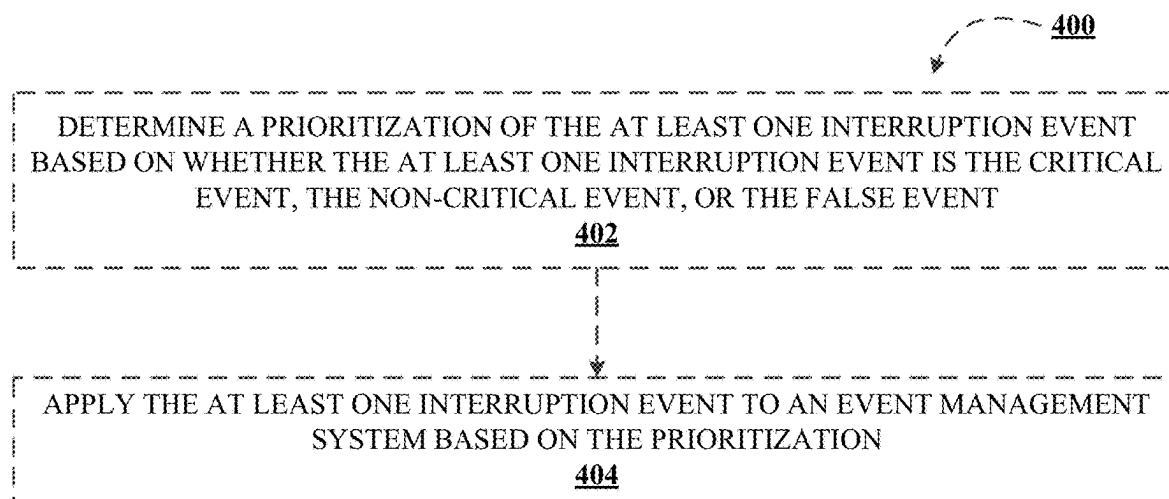 400
DETERMINE A PRIORITIZATION OF THE AT LEAST ONE INTERRUPTION EVENT
BASED ON WHETHER THE AT LEAST ONE INTERRUPTION EVENT IS THE CRITICAL
EVENT, THE NON-CRITICAL EVENT, OR THE FALSE EVENT
402
APPLY THE AT LEAST ONE INTERRUPTION EVENT TO AN EVENT MANAGEMENT
SYSTEM BASED ON THE PRIORITIZATION
404